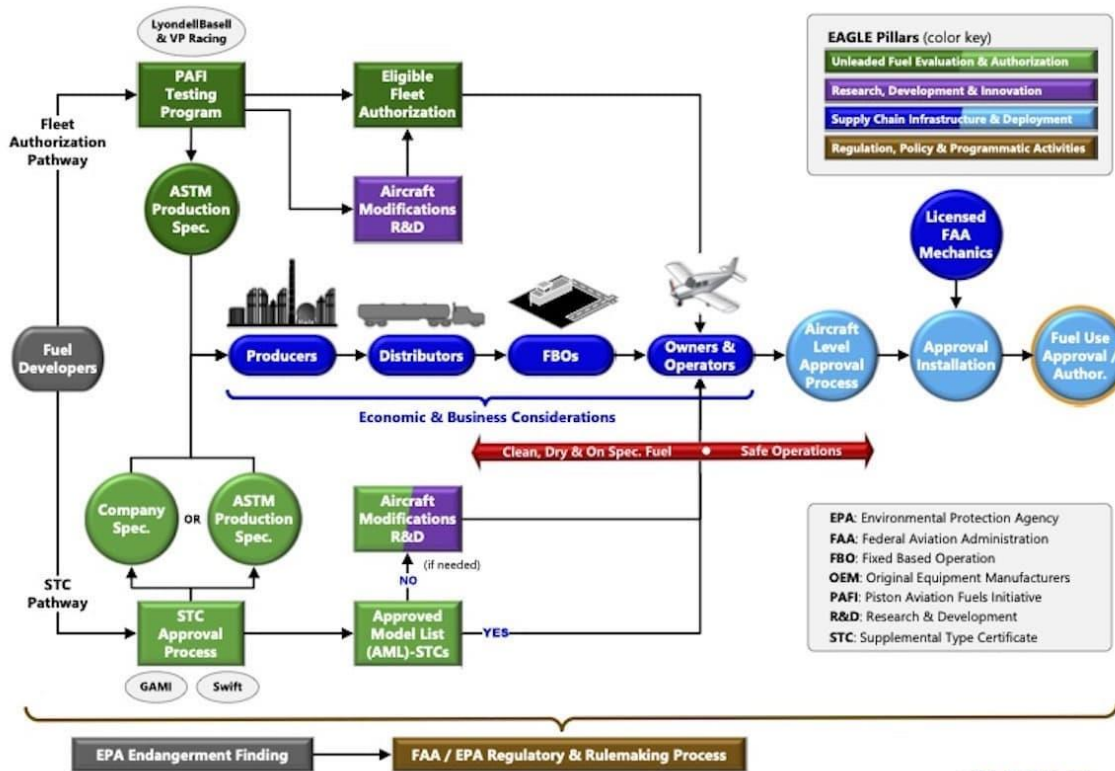 LyondellBasell
& VP Racing
PAFI
Testing
Program
Eligible
Fleet
Authorization
EAGLE Pillars (color key)
Unleaded Fuel Evaluation & Authorization
Research, Development & Innovation
Supply Chain Infrastructure & Deployment
Regulation, Policy & Programmatic Activities
Fleet
Authorization
Pathway
ASTM
Production
Spec.
Aircraft
Modifications
R&D
Licensed
FAA
Mechanics
Fuel
Developers
Producers
Distributors
FBOs
Owners &
Operators
Aircraft
Level
Approval
Process
Approval
Installation
Fuel Use
Approval /
Author.
Economic & Business Considerations
Clean, Dry & On Spec. Fuel
Safe Operations
Company
Spec.
OR
ASTM
Production
Spec.
Aircraft
Modifications
R&D
(if needed)
NO
STC
Pathway
STC
Approval
Process
Approved
Model List
(AML)-STCs
YES
GAMI
Swift
EPA: Environmental Protection Agency
FAA: Federal Aviation Administration
FBO: Fixed Based Operation
OEM: Original Equipment Manufacturers
PAFI: Piston Aviation Fuels Initiative
R&D: Research & Development
STC: Supplemental Type Certificate
EPA Endangerment Finding
FAA / EPA Regulatory & Rulemaking Process